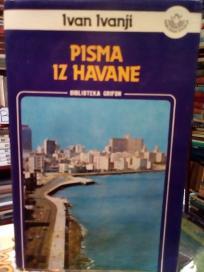 Ivan Ivanji
PISMA
IZ HAVANE
BIBLIOTEKA GRIFON